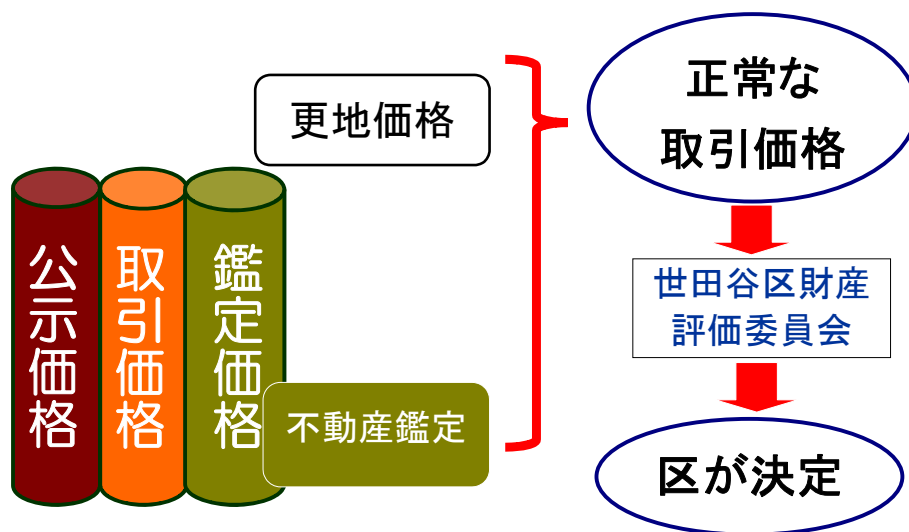 更地価格
公示価格
取引価格
鑑定価格
不動産鑑定
正常な
取引価格
世田谷区財産
評価委員会
区が決定